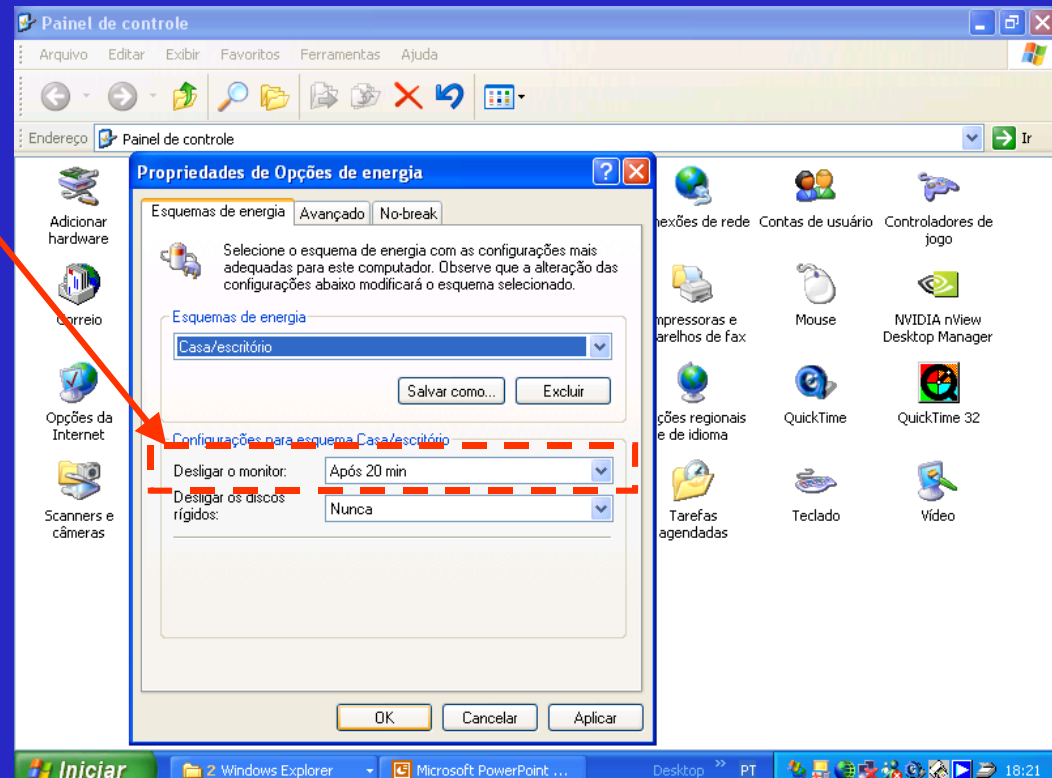 Painel de controle
Arquivo Editar Exibir Favoritos Ferramentas Ajuda
Endereço Painel de controle Ir
Propriedades de Opções de energia
Esquemas de energia Avançado No-break
Selecione o esquema de energia com as configurações mais
adequadas para este computador. Observe que a alteração das
configurações abaixo modificará o esquema selecionado.
Esquemas de energia
Casa/escritório
Salvar como... Excluir
Configurações para esquema Casa/escritório
Desligar o monitor: Após 20 min
Desligar os discos
rígidos: Nunca
OK Cancelar Aplicar
Adicionar
hardware
nexões de rede
Contas de usuário
Controladores de
jogo
Correio
mpressoras e
arelhos de fax
Mouse
NVIDIA nView
Desktop Manager
Opções da
Internet
ções regionais
e de idioma
QuickTime
QuickTime 32
Scanners e
câmeras
Tarefas
agendadas
Teclado
Vídeo
Iniciar 2 Windows Explorer Microsoft PowerPoint ... Desktop » PT 18:21